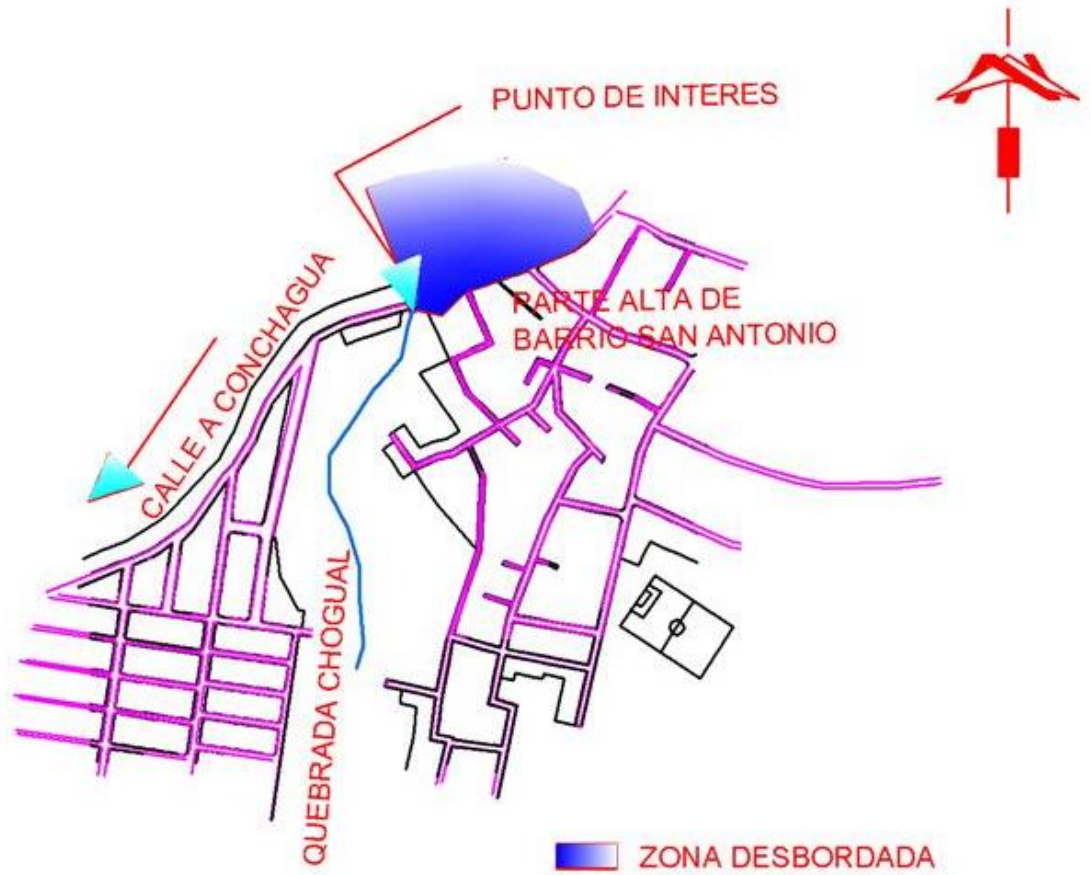 PUNTO DE INTERES
CALLE A CONCHAGUA
PARTE ALTA DE
BARRIO SAN ANTONIO
QUEBRADA CHOGUAL
ZONA DESBORDADA